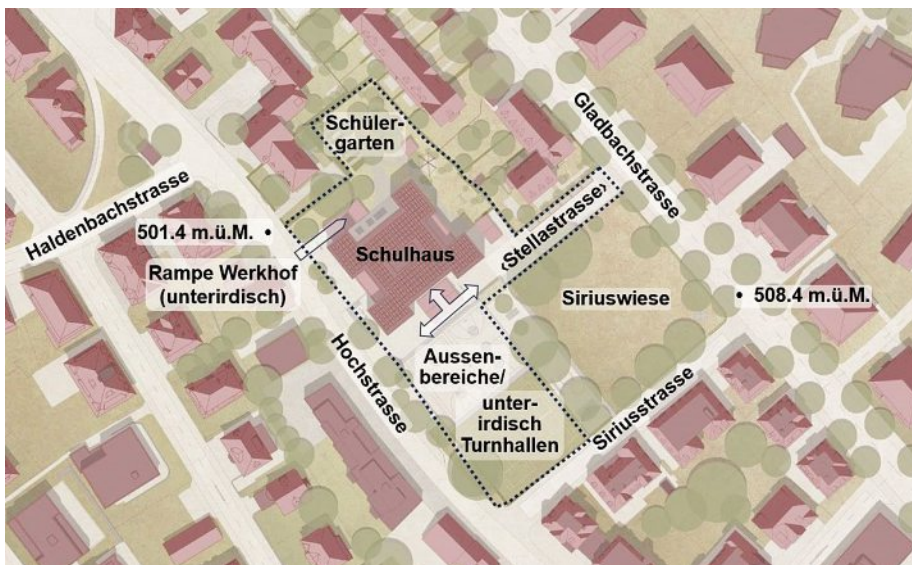 Schüler-
garten
Gladbachstrasse
Haldenbachstrasse
‹Stellastrasse›
501.4 m.ü.M. •
Schulhaus
Rampe Werkhof
(unterirdisch)
Siriuswiese
• 508.4 m.ü.M.
Hochstrasse
Aussen-
bereiche/
unter-
irdisch
Turnhallen
Siriusstrasse